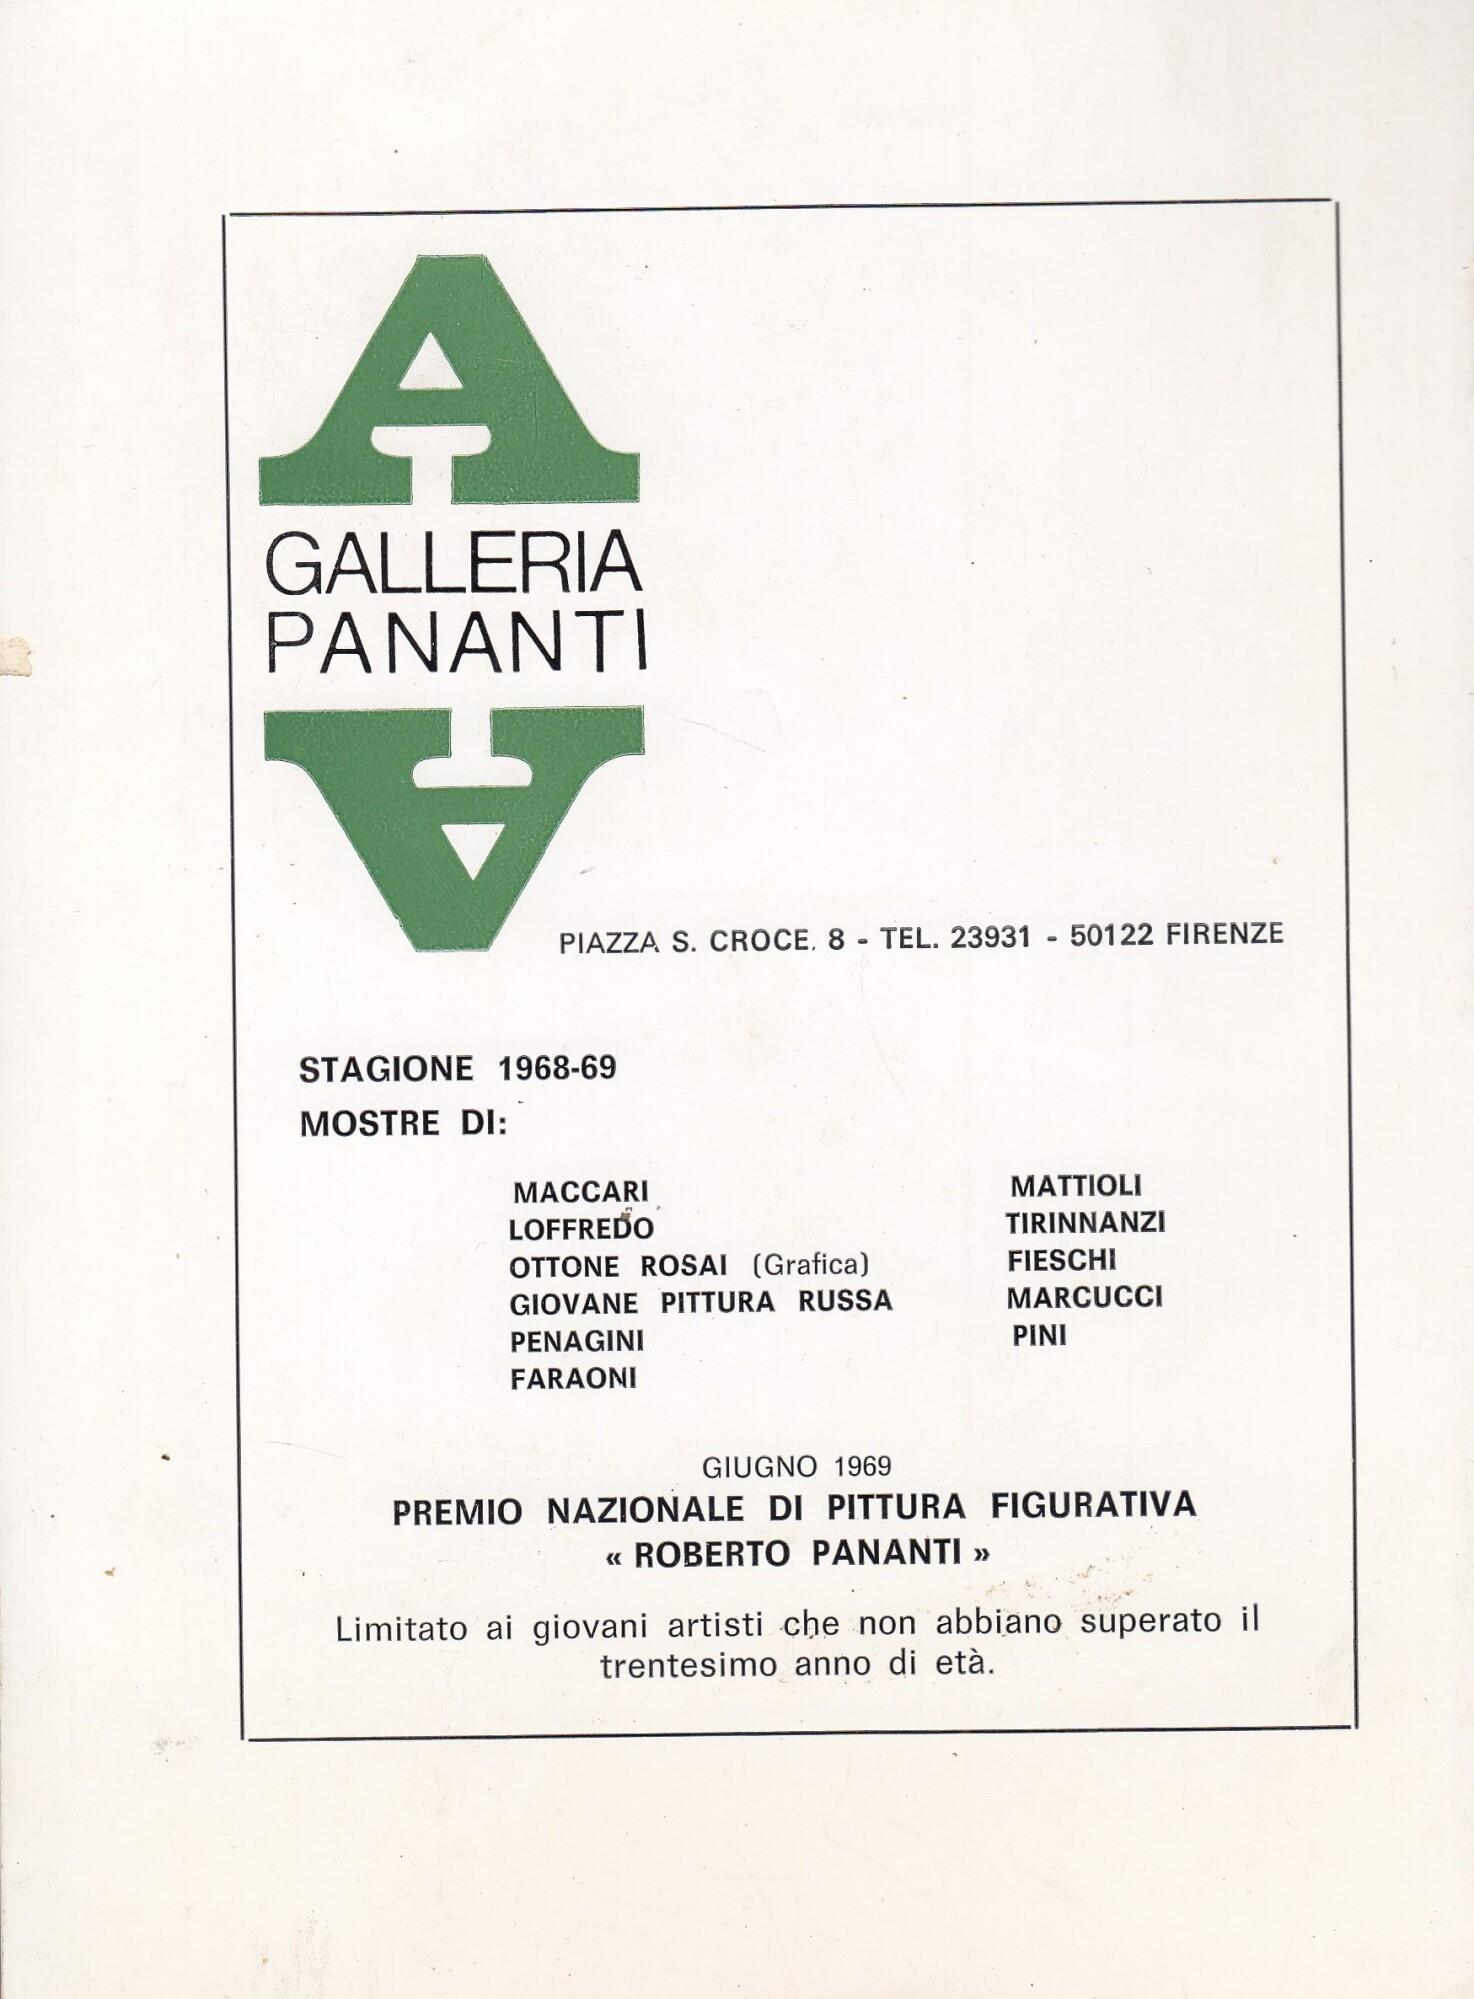 A
GALLERIA
PANANTI
A
PIAZZA S. CROCE, 8 - TEL. 23931 - 50122 FIRENZE
STAGIONE 1968-69
MOSTRE DI:
MACCARI
LOFFREDO
OTTONE ROSAI (Grafica)
GIOVANE PITTURA RUSSA
PENAGINI
FARAONI
MATTIOLI
TIRINNANZI
FIESCHI
MARCUCCI
PINI
GIUGNO 1969
PREMIO NAZIONALE DI PITTURA FIGURATIVA
« ROBERTO PANANTI »
Limitato ai giovani artisti che non abbiano superato il
trentesimo anno di età.